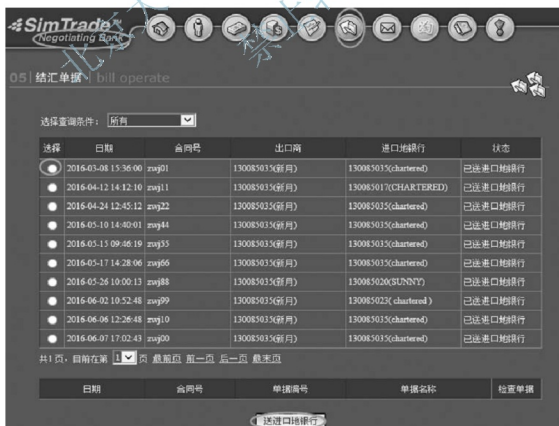 SimTrade
Negotiating Bank
05 结汇单据 bill operate
选择查询条件： 所有
选择 日期 合同号 出口商 进口地银行 状态
2016-03-08 15:36:00 zwj01 130085035(新月) 130085035(chartered) 已送进口地银行
2016-04-12 14:12:10 zwj11 130085035(新月) 130085017(CHARTERED) 已送进口地银行
2016-04-24 12:45:12 zwj22 130085035(新月) 130085035(chartered) 已送进口地银行
2016-05-10 14:40:01 zwj44 130085035(新月) 130085035(chartered) 已送进口地银行
2016-05-15 09:46:19 zwj55 130085035(新月) 130085035(chartered) 已送进口地银行
2016-05-17 14:28:06 zwj66 130085035(新月) 130085035(chartered) 已送进口地银行
2016-05-26 10:00:13 zwj88 130085035(新月) 130085020(SUNNY) 已送进口地银行
2016-06-02 10:52:48 zwj99 130085035(新月) 130085023( chartered ) 已送进口地银行
2016-06-06 12:26:48 zwj10 130085035(新月) 130085035(chartered) 已送进口地银行
2016-06-07 17:02:43 zwj00 130085035(新月) 130085035(chartered) 已送进口地银行
共1页，目前在第 1 页 最前页 前一页 后一页 最末页
日期 合同号 单据编号 单据名称 检查单据
送进口地银行